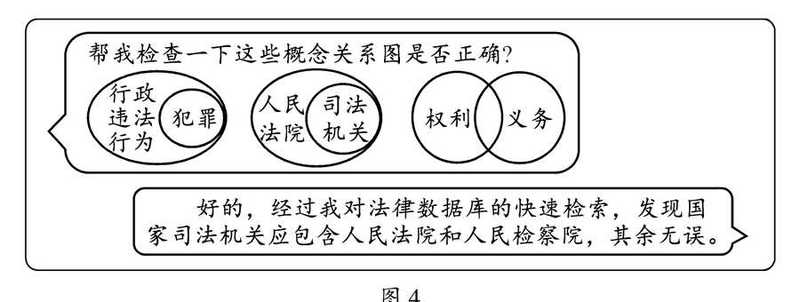 帮我检查一下这些概念关系图是否正确?
行政
违法
行为
犯罪
人民
法院
司法
机关
权利
义务
好的，经过我对法律数据库的快速检索，发现国
家司法机关应包含人民法院和人民检察院，其余无误。
图 4